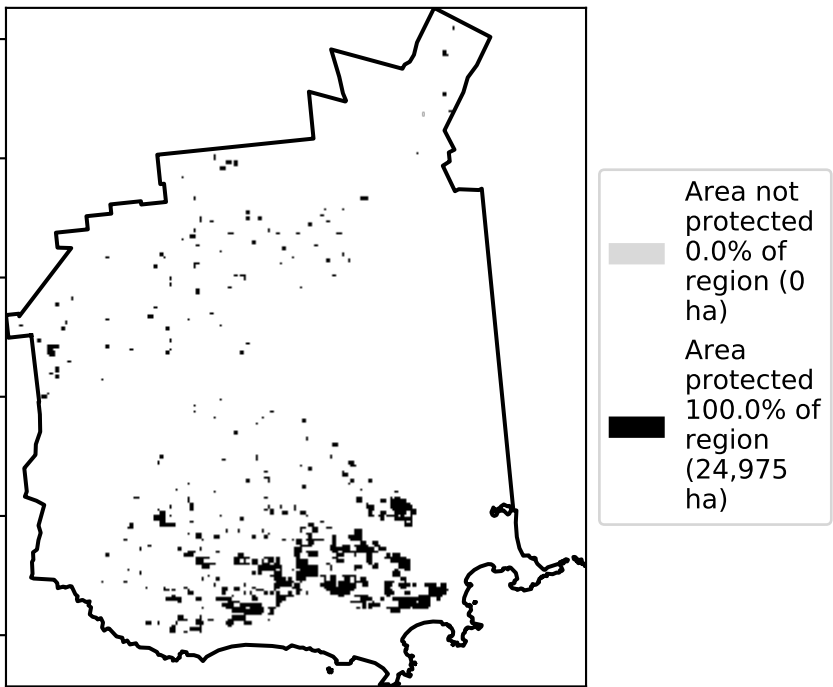 Area not
protected
0.0% of
region (0
ha)
Area
protected
100.0% of
region
(24,975
ha)